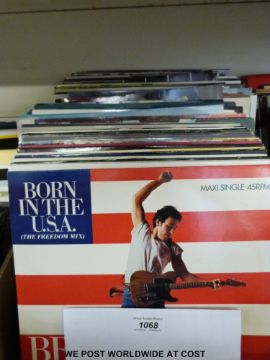 BORN
IN THE
U.S.A.
(THE FREEDOM MIX)
MAXI SINGLE·45RPM
1068
WE POST WORLDWIDE AT COST